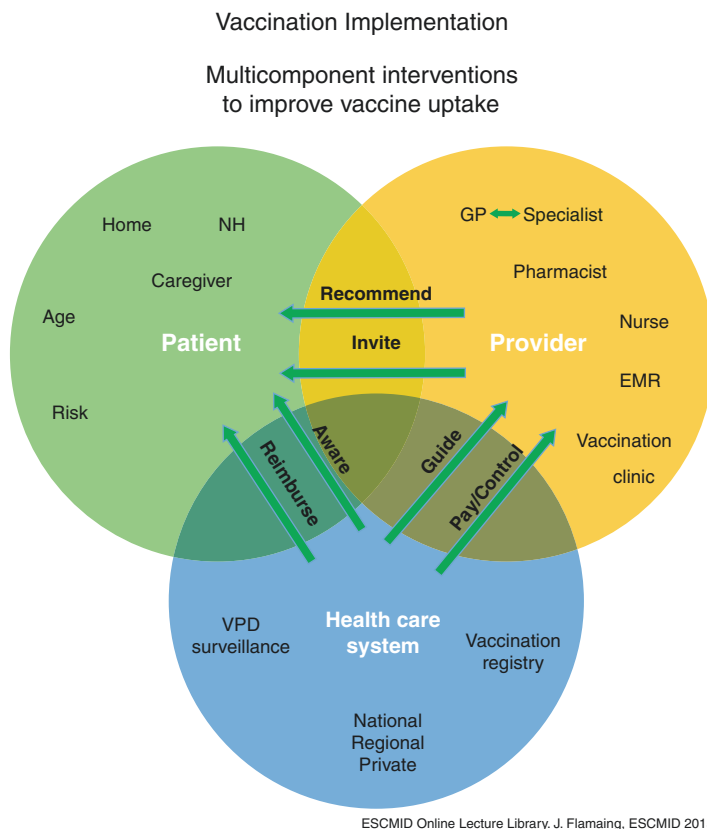 Vaccination Implementation
Multicomponent interventions
to improve vaccine uptake
Home
NH
Caregiver
Age
Patient
Risk
GP
Specialist
Pharmacist
Nurse
Provider
EMR
Vaccination
clinic
Recommend
Invite
Reimburse
Aware
Guide
Pay/Control
Health care
system
VPD
surveillance
Vaccination
registry
National
Regional
Private
ESCMID Online Lecture Library. J. Flamaing, ESCMID 201